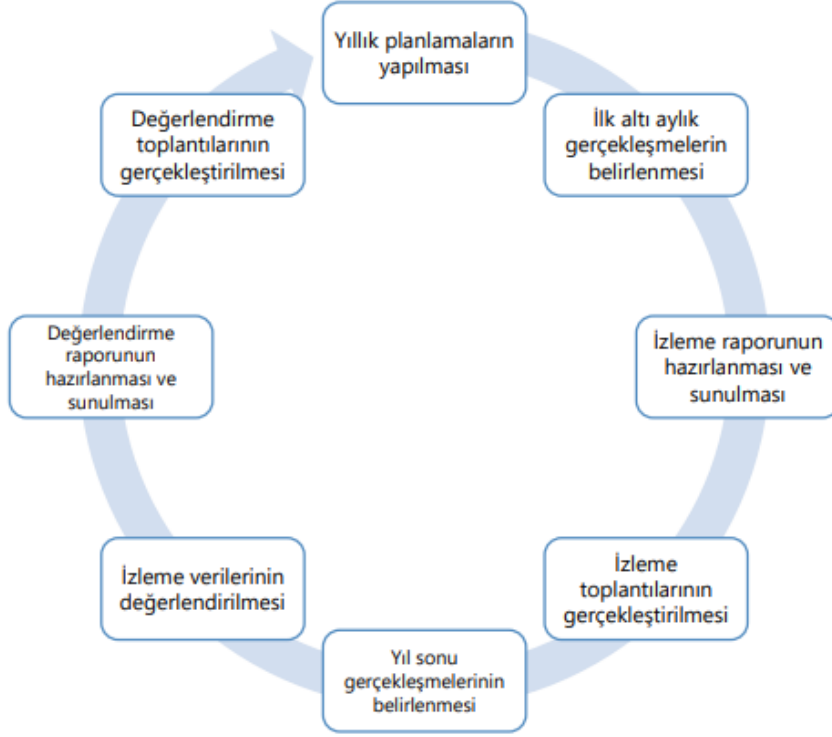 Yıllık planlamaların
yapılması
İlk altı aylık
gerçekleşmelerin
belirlenmesi
İzleme raporunun
hazırlanması ve
sunulması
İzleme
toplantılarının
gerçekleştirilmesi
Yıl sonu
gerçekleşmelerinin
belirlenmesi
İzleme verilerinin
değerlendirilmesi
Değerlendirme
raporunun
hazırlanması ve
sunulması
Değerlendirme
toplantılarının
gerçekleştirilmesi